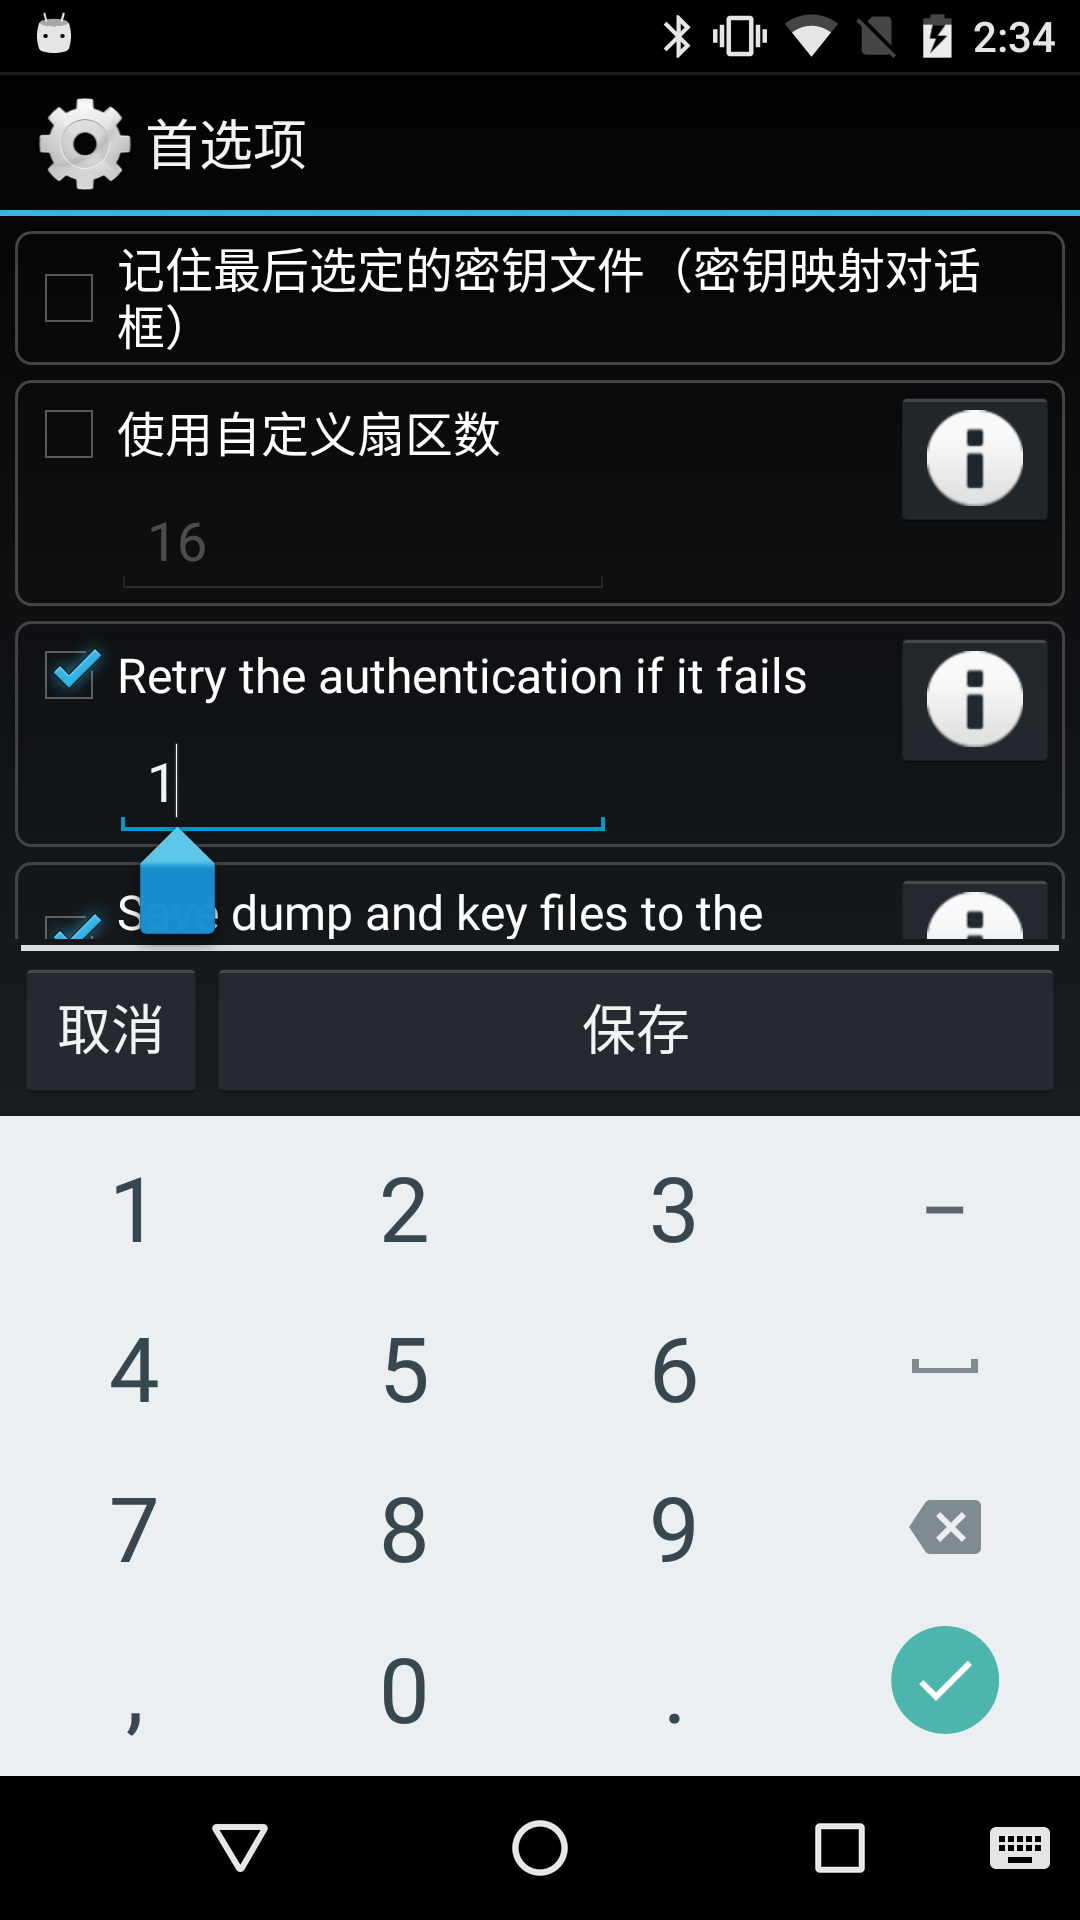 2:34
首选项
记住最后选定的密钥文件（密钥映射对话
框）
使用自定义扇区数
16
Retry the authentication if it fails
1
Save dump and key files to the
取消
保存
1 2 3 –
4 5 6
7 8 9
, 0 .